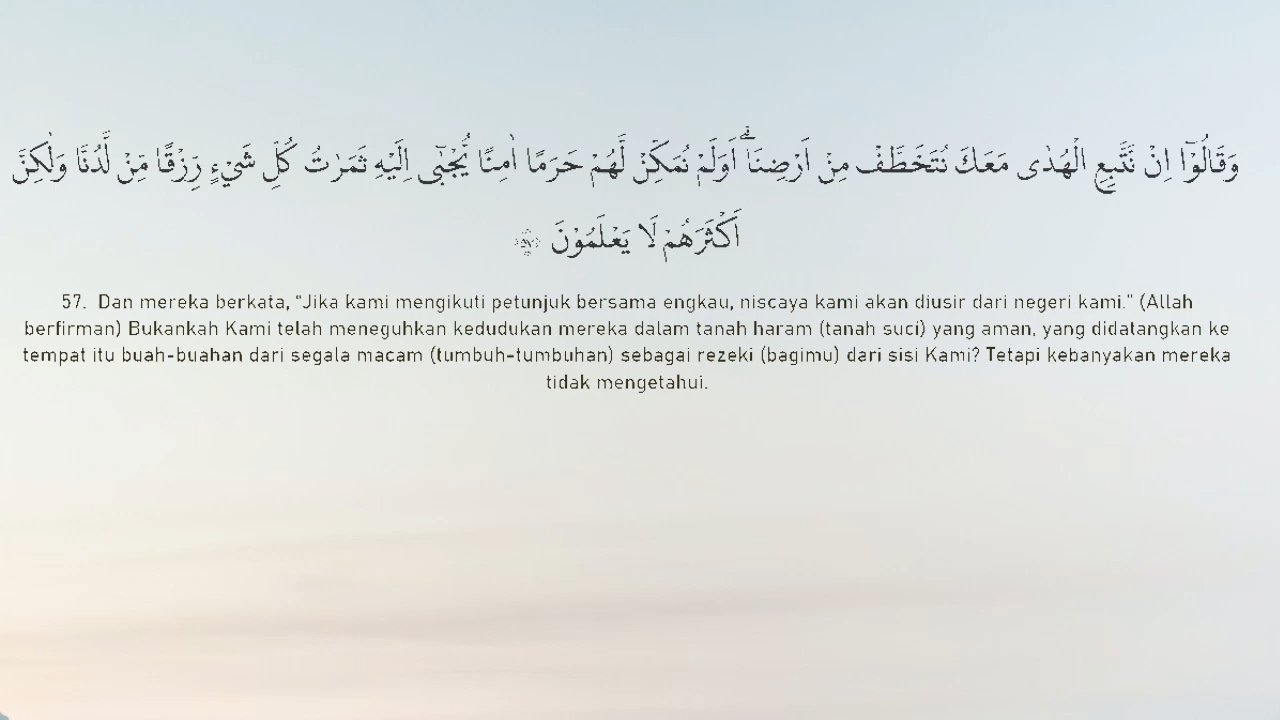 وَقَالُوْٓا اِنْ نَّتَّبِعِ الْهُدٰى مَعَكَ نُتَخَطَّفْ مِنْ اَرْضِنَاۗ اَوَلَمْ نُمَكِّنْ لَّهُمْ حَرَمًا اٰمِنًا يُّجْبٰٓى اِلَيْهِ ثَمَرٰتُ كُلِّ شَيْءٍ رِّزْقًا مِّنْ لَّدُنَّا وَلٰكِنَّ
اَكْثَرَهُمْ لَا يَعْلَمُوْنَ ۝٥٧
57. Dan mereka berkata, “Jika kami mengikuti petunjuk bersama engkau, niscaya kami akan diusir dari negeri kami.” (Allah
berfirman) Bukankah Kami telah meneguhkan kedudukan mereka dalam tanah haram (tanah suci) yang aman, yang didatangkan ke
tempat itu buah-buahan dari segala macam (tumbuh-tumbuhan) sebagai rezeki (bagimu) dari sisi Kami? Tetapi kebanyakan mereka
tidak mengetahui.